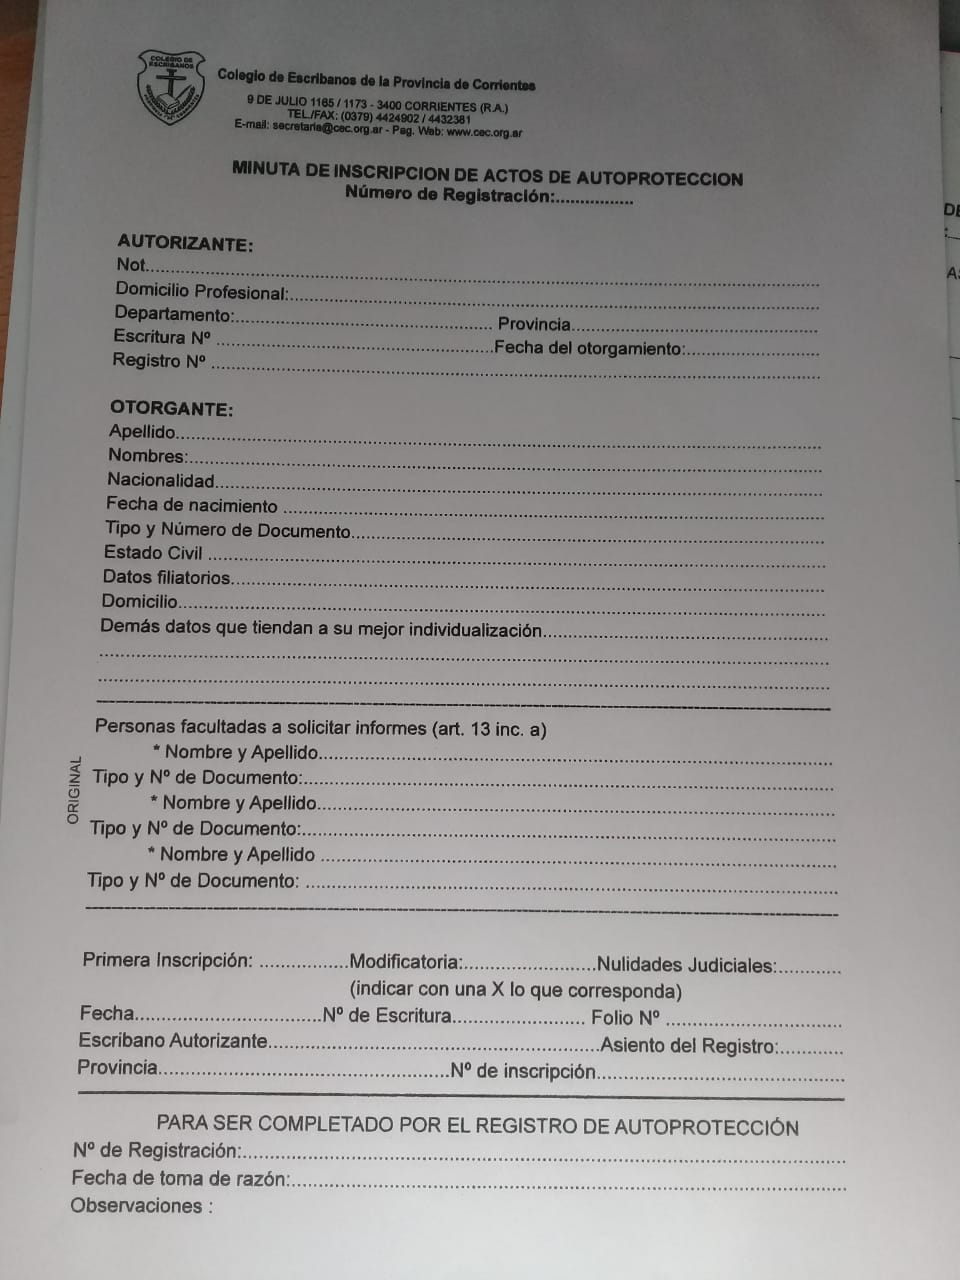 COLEGIO DE
ESCRIBANOS
Colegio de Escribanos de la Provincia de Corrientes
9 DE JULIO 1165 / 1173 - 3400 CORRIENTES (R.A.)
TEL./FAX: (0379) 4424902 / 4432381
E-mail: secretaria@cec.org.ar - Pag. Web: www.cec.org.ar
MINUTA DE INSCRIPCION DE ACTOS DE AUTOPROTECCION
Número de Registración:................
AUTORIZANTE:
Not.........................................................
Domicilio Profesional:.........................................................
Departamento:............................................. Provincia.............................................
Escritura Nº .............................................Fecha del otorgamiento:.........................
Registro Nº .........................................................
OTORGANTE:
Apellido.........................................................
Nombres:.........................................................
Nacionalidad.........................................................
Fecha de nacimiento .........................................................
Tipo y Número de Documento.........................................................
Estado Civil .........................................................
Datos filiatorios.........................................................
Domicilio.........................................................
Demás datos que tiendan a su mejor individualización.........................................................
Personas facultadas a solicitar informes (art. 13 inc. a)
* Nombre y Apellido.........................................................
Tipo y Nº de Documento:.........................................................
* Nombre y Apellido.........................................................
Tipo y Nº de Documento:.........................................................
* Nombre y Apellido .........................................................
Tipo y Nº de Documento: .........................................................
ORIGINAL
Primera Inscripción: .................Modificatoria:.........................Nulidades Judiciales:............
(indicar con una X lo que corresponda)
Fecha...................................Nº de Escritura......................... Folio Nº .................................
Escribano Autorizante.............................................................Asiento del Registro:............
Provincia......................................................Nº de inscripción...............................................
PARA SER COMPLETADO POR EL REGISTRO DE AUTOPROTECCIÓN
Nº de Registración:.........................................................
Fecha de toma de razón:.........................................................
Observaciones :